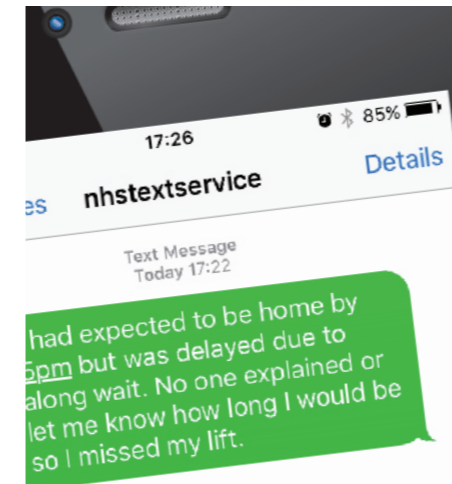 17:26 85%
es nhstextservice Details
Text Message
Today 17:22
had expected to be home by
5pm but was delayed due to
along wait. No one explained or
let me know how long I would be
so I missed my lift.